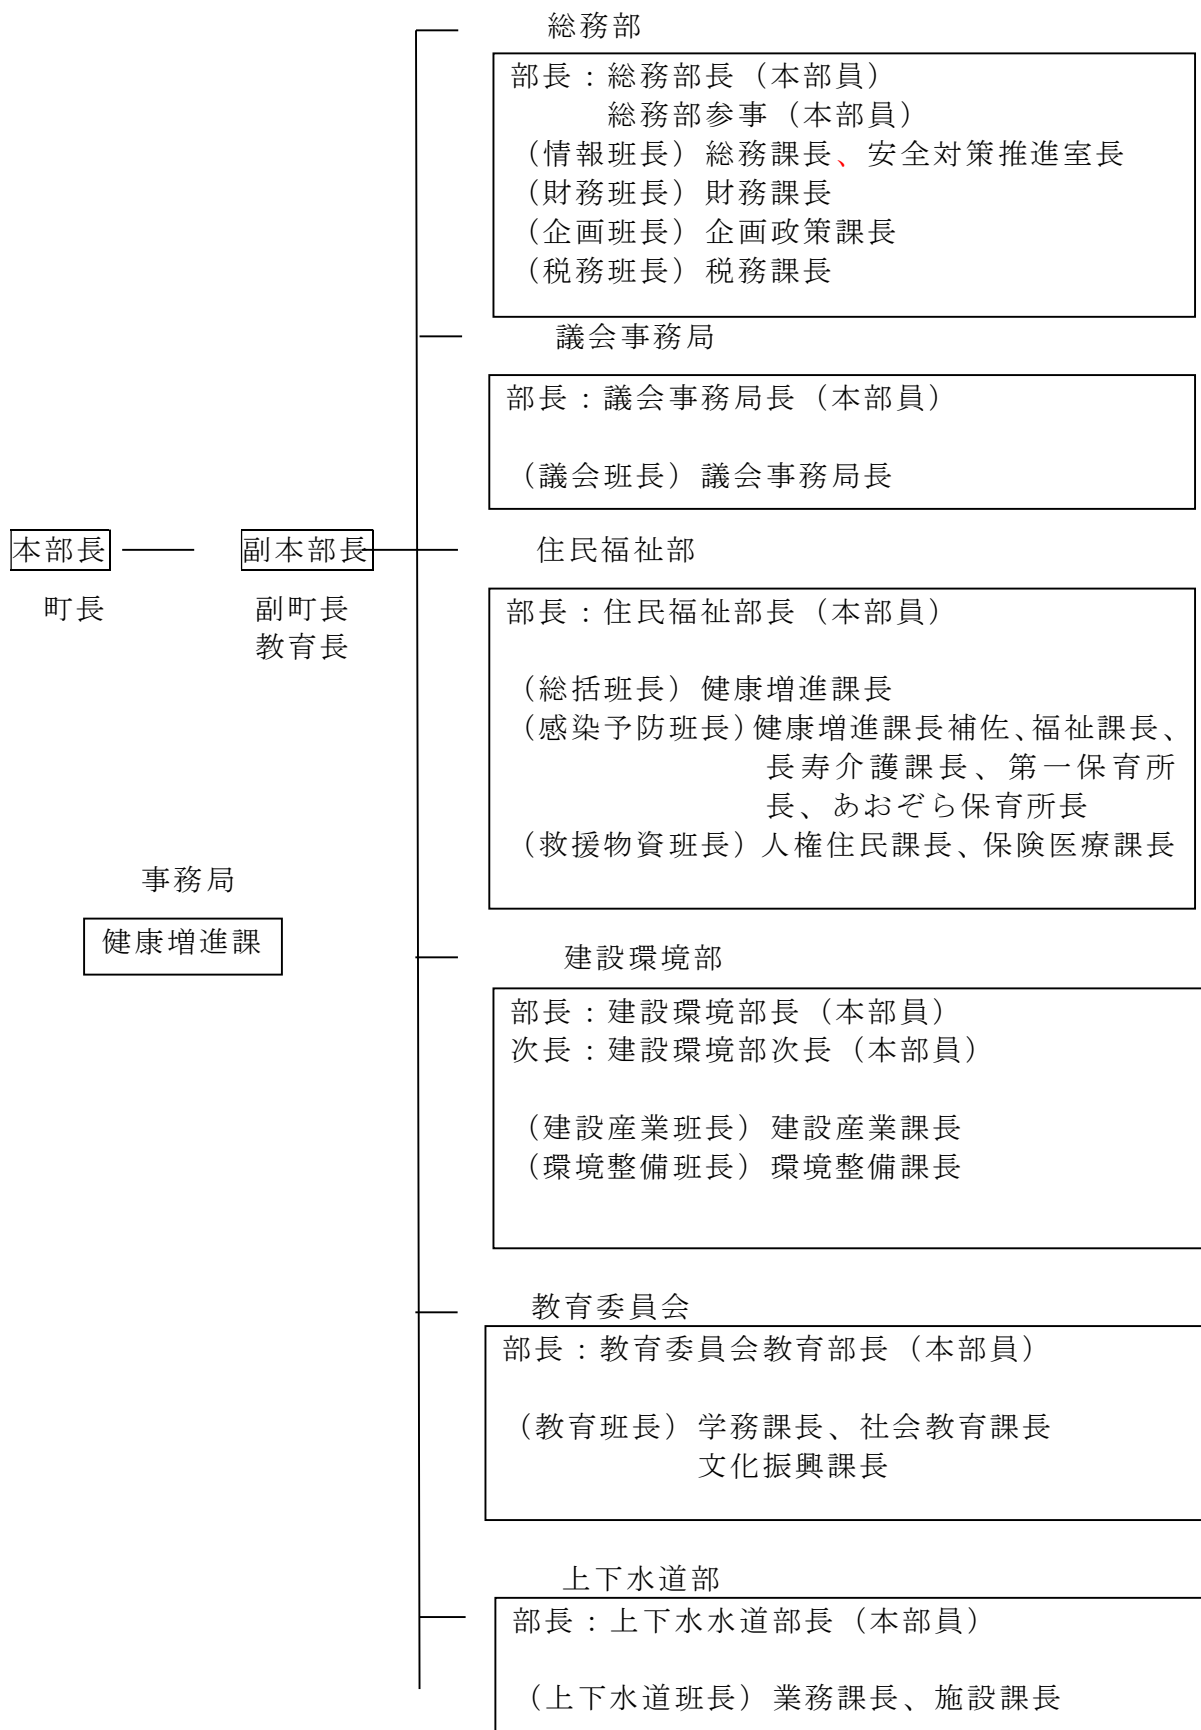 総務部
部長：総務部長（本部員）
総務部参事（本部員）
（情報班長）総務課長、安全対策推進室長
（財務班長）財務課長
（企画班長）企画政策課長
（税務班長）税務課長
議会事務局
部長：議会事務局長（本部員）
（議会班長）議会事務局長
本部長
町長
副本部長
副町長
教育長
住民福祉部
部長：住民福祉部長（本部員）
（総括班長）健康増進課長
（感染予防班長）健康増進課長補佐、福祉課長、
長寿介護課長、第一保育所
長、あおぞら保育所長
（救援物資班長）人権住民課長、保険医療課長
事務局
健康増進課
建設環境部
部長：建設環境部長（本部員）
次長：建設環境部次長（本部員）
（建設産業班長）建設産業課長
（環境整備班長）環境整備課長
教育委員会
部長：教育委員会教育部長（本部員）
（教育班長）学務課長、社会教育課長
文化振興課長
上下水道部
部長：上下水水道部長（本部員）
（上下水道班長）業務課長、施設課長